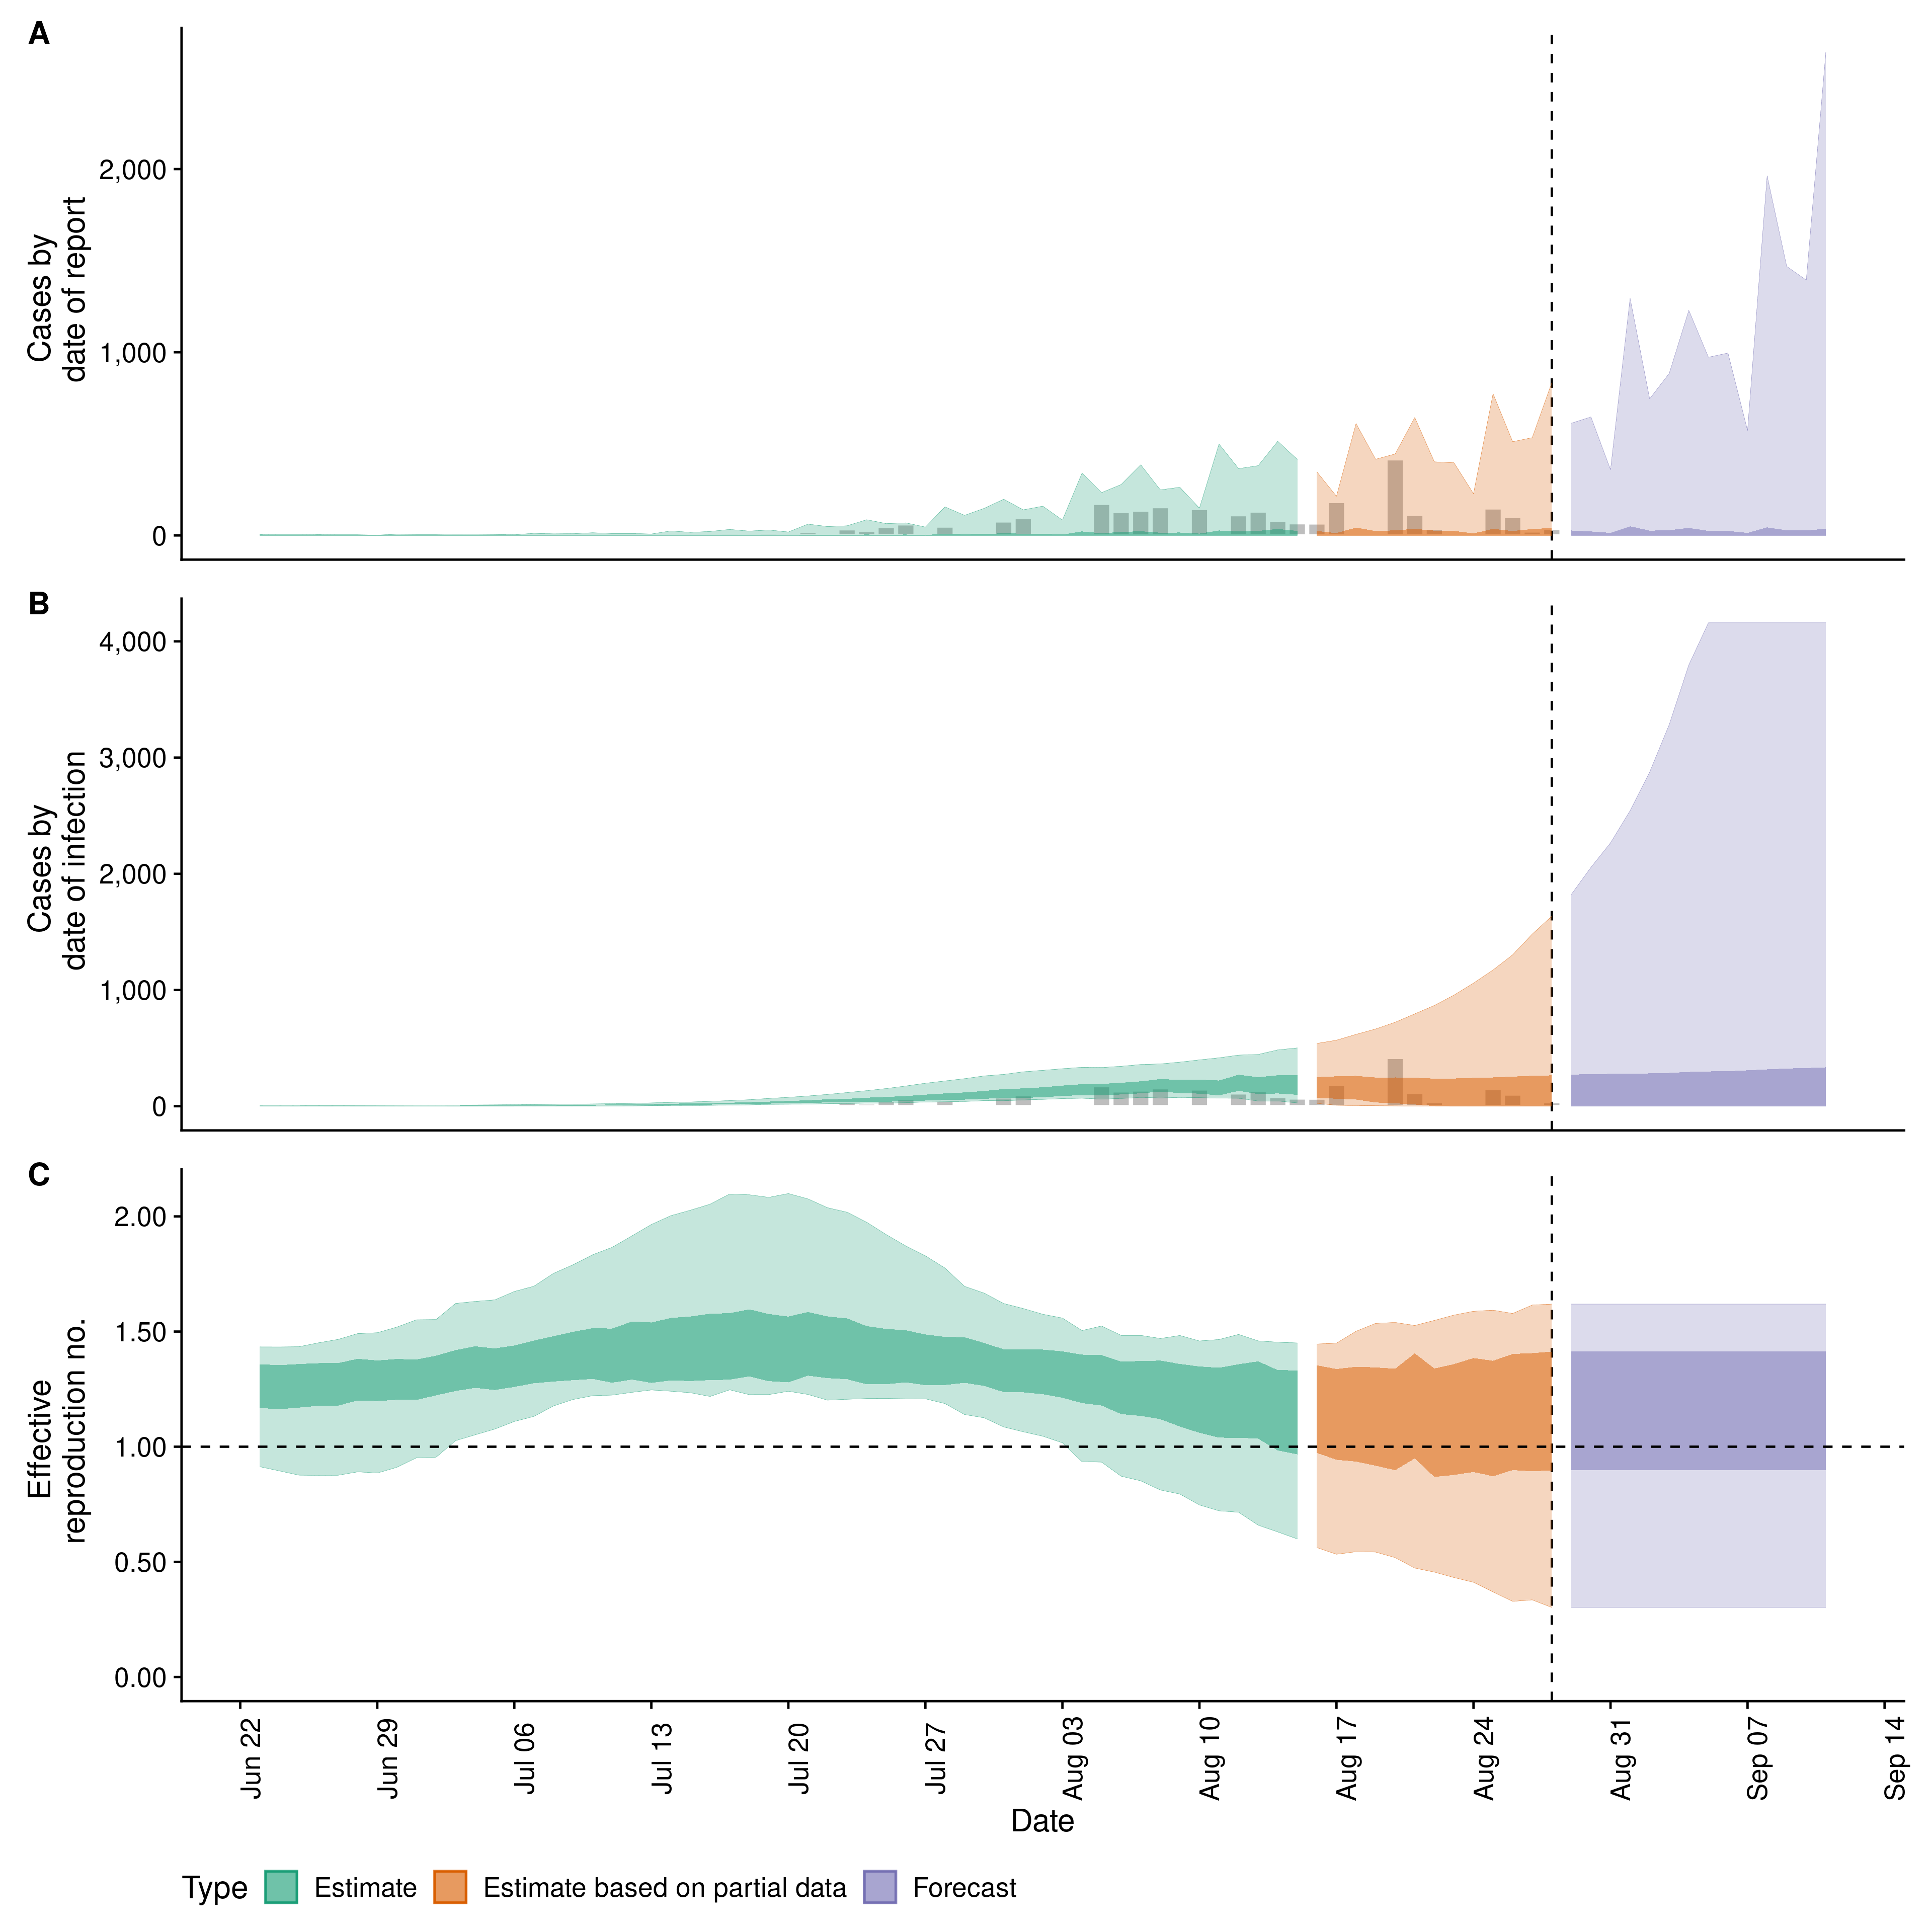 A
Cases by
date of report
2,000
1,000
0
B
Cases by
date of infection
4,000
3,000
2,000
1,000
0
C
Effective
reproduction no.
2.00
1.50
1.00
0.50
0.00
Jun 22
Jun 29
Jul 06
Jul 13
Jul 20
Jul 27
Aug 03
Aug 10
Aug 17
Aug 24
Aug 31
Sep 07
Sep 14
Date
Type Estimate Estimate based on partial data Forecast